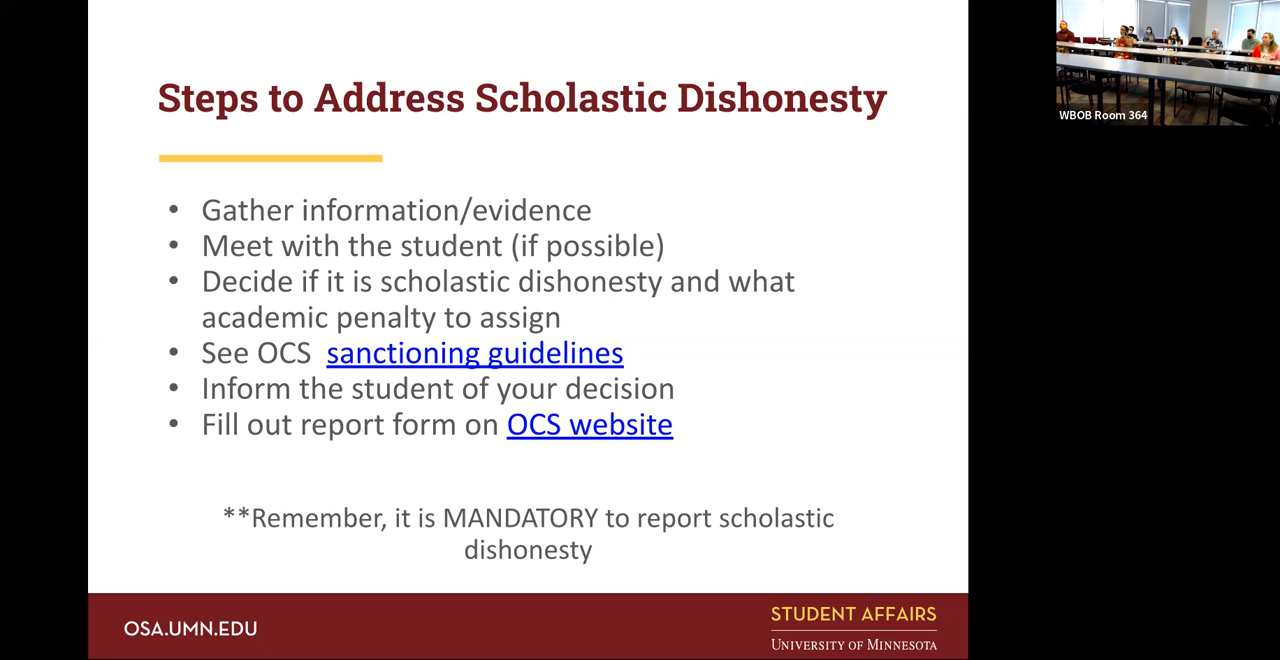 Steps to Address Scholastic Dishonesty
• Gather information/evidence
• Meet with the student (if possible)
• Decide if it is scholastic dishonesty and what
academic penalty to assign
• See OCS  sanctioning guidelines
• Inform the student of your decision
• Fill out report form on OCS website
**Remember, it is MANDATORY to report scholastic
dishonesty
OSA.UMN.EDU
STUDENT AFFAIRS
UNIVERSITY OF MINNESOTA
WBOB Room 364